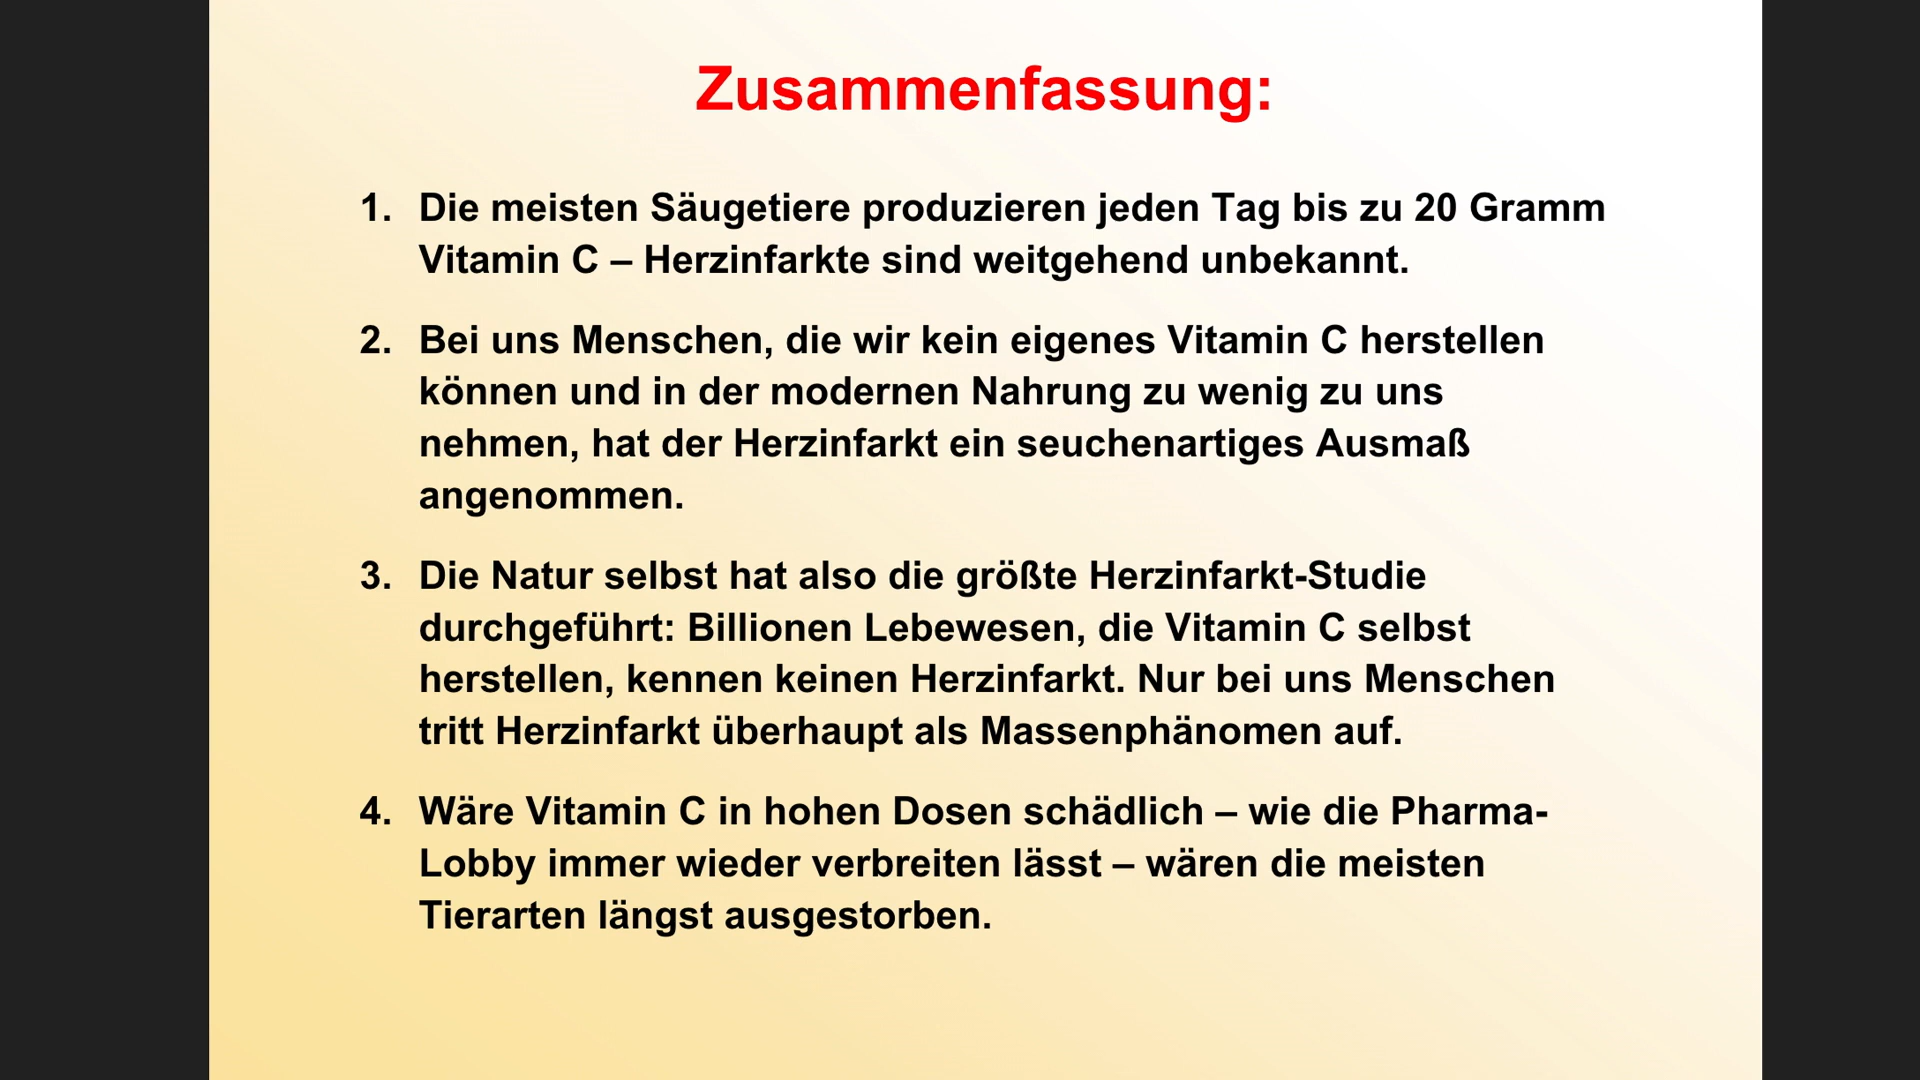 Zusammenfassung:
1. Die meisten Säugetiere produzieren jeden Tag bis zu 20 Gramm
Vitamin C – Herzinfarkte sind weitgehend unbekannt.
2. Bei uns Menschen, die wir kein eigenes Vitamin C herstellen
können und in der modernen Nahrung zu wenig zu uns
nehmen, hat der Herzinfarkt ein seuchenartiges Ausmaß
angenommen.
3. Die Natur selbst hat also die größte Herzinfarkt-Studie
durchgeführt: Billionen Lebewesen, die Vitamin C selbst
herstellen, kennen keinen Herzinfarkt. Nur bei uns Menschen
tritt Herzinfarkt überhaupt als Massenphänomen auf.
4. Wäre Vitamin C in hohen Dosen schädlich – wie die Pharma-
Lobby immer wieder verbreiten lässt – wären die meisten
Tierarten längst ausgestorben.